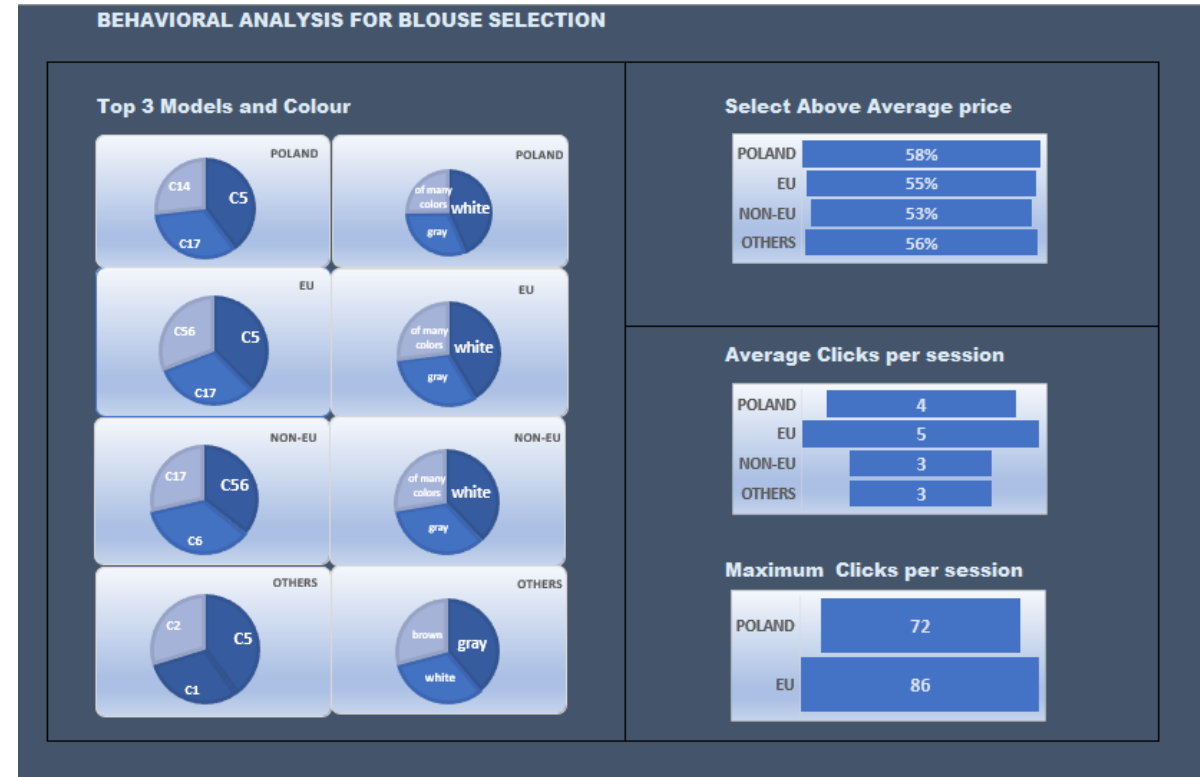 BEHAVIORAL ANALYSIS FOR BLOUSE SELECTION
Top 3 Models and Colour
POLAND
C14
C5
C17
POLAND
of many
colors
white
gray
EU
C56
C5
C17
EU
of many
colors
white
gray
NON-EU
C17
C56
C6
NON-EU
of many
colors
white
gray
OTHERS
C2
C5
C1
OTHERS
brown
gray
white
Select Above Average price
POLAND 58%
EU 55%
NON-EU 53%
OTHERS 56%
Average Clicks per session
POLAND 4
EU 5
NON-EU 3
OTHERS 3
Maximum Clicks per session
POLAND 72
EU 86